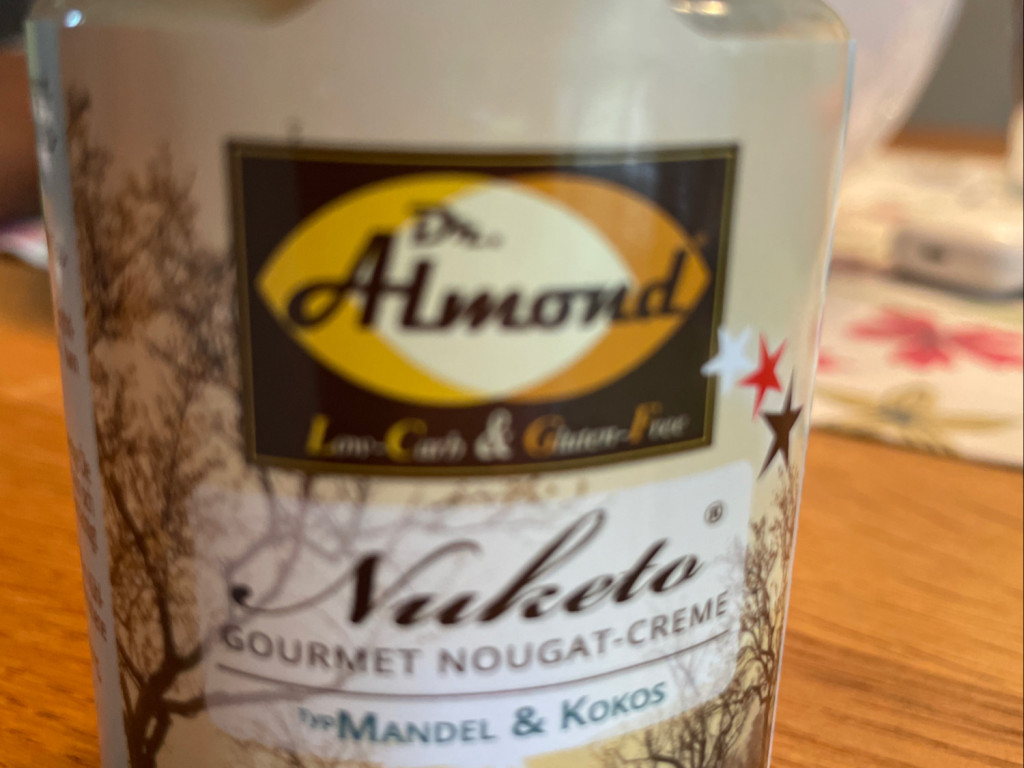 Dr.
Almond
Low-Carb & Gluten-Free
Nuketo®
GOURMET NOUGAT-CREME
TYP MANDEL & KOKOS